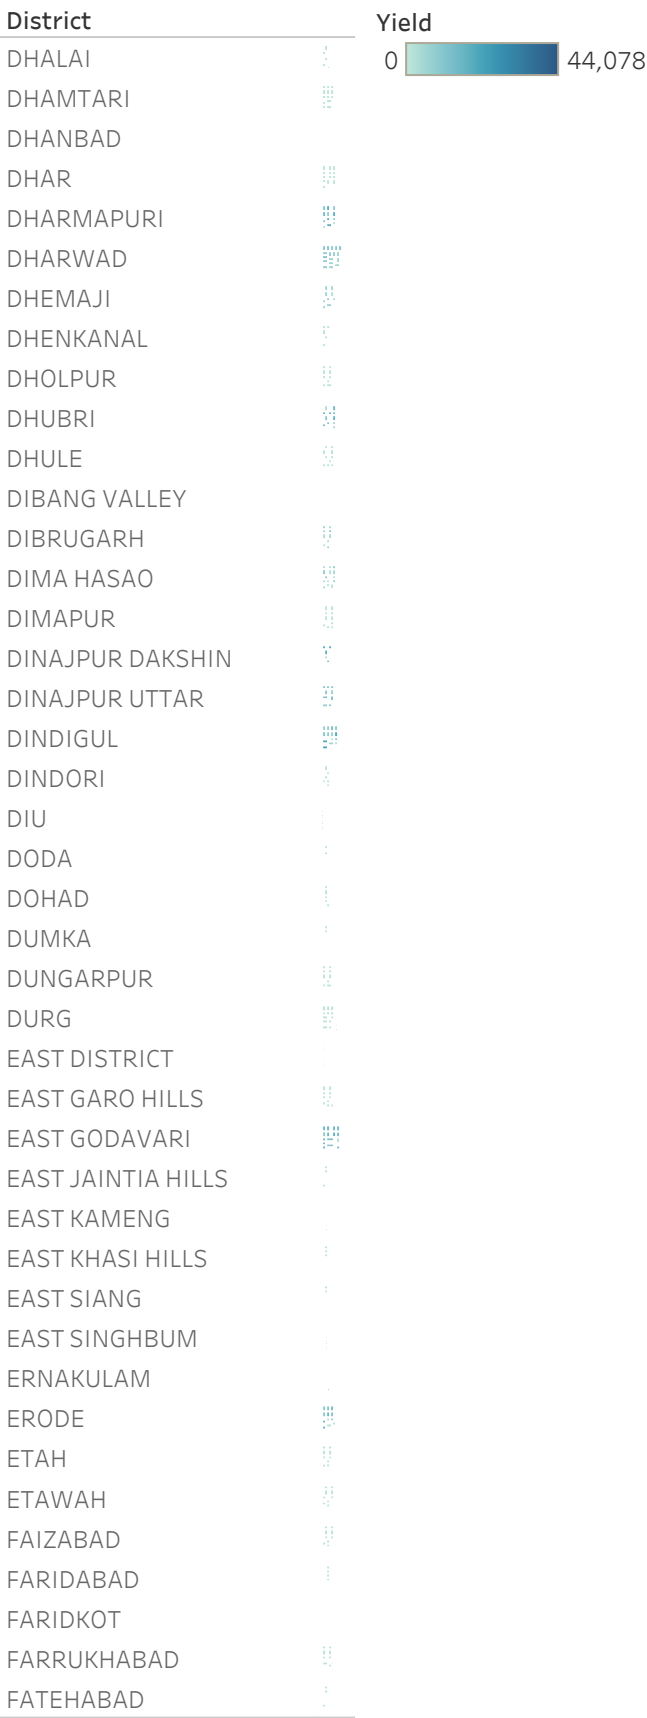 District
Yield
0 44,078
DHALAI
DHAMTARI
DHANBAD
DHAR
DHARMAPURI
DHARWAD
DHEMAJI
DHENKANAL
DHOLPUR
DHUBRI
DHULE
DIBANG VALLEY
DIBRUGARH
DIMA HASAO
DIMAPUR
DINAJPUR DAKSHIN
DINAJPUR UTTAR
DINDIGUL
DINDORI
DIU
DODA
DOHAD
DUMKA
DUNGARPUR
DURG
EAST DISTRICT
EAST GARO HILLS
EAST GODAVARI
EAST JAINTIA HILLS
EAST KAMENG
EAST KHASI HILLS
EAST SIANG
EAST SINGHBUM
ERNAKULAM
ERODE
ETAH
ETAWAH
FAIZABAD
FARIDABAD
FARIDKOT
FARRUKHABAD
FATEHABAD